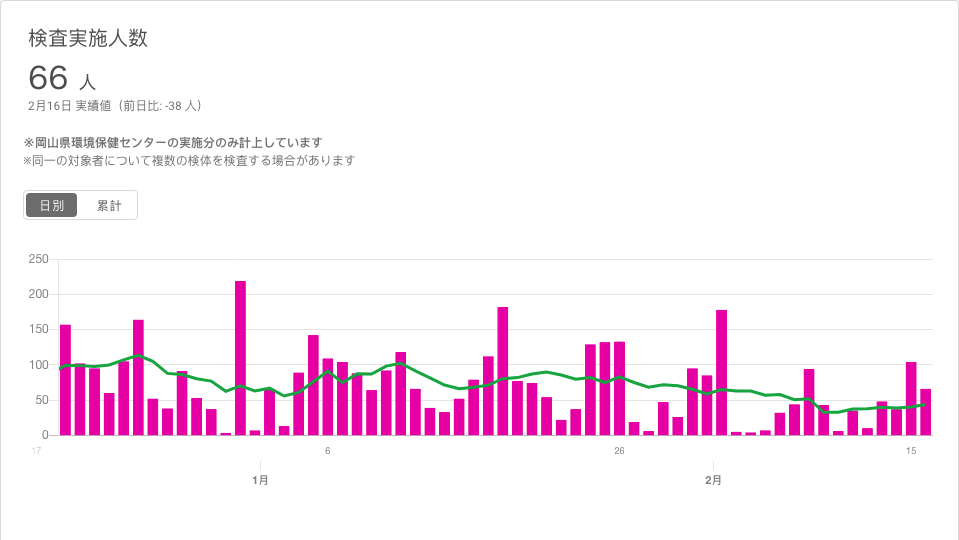 検査実施人数
66 人
2月16日 実績値（前日比: -38 人）
※岡山県環境保健センターの実施分のみ計上しています
※同一の対象者について複数の検体を検査する場合があります
日別 累計
250
200
150
100
50
0
17 6 26 15
1月 2月